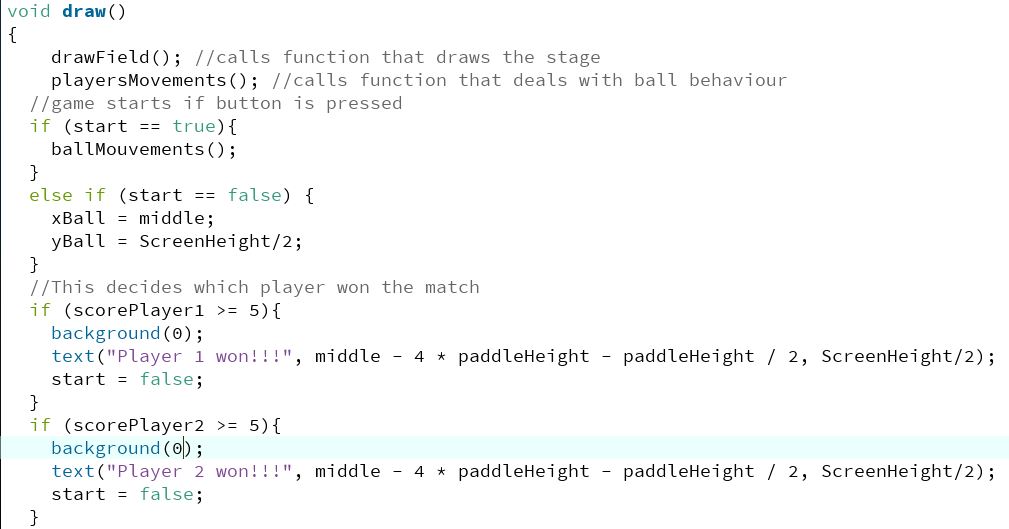 void draw()
{
    drawField(); //calls function that draws the stage
    playersMovements(); //calls function that deals with ball behaviour
  //game starts if button is pressed
  if (start == true){
    ballMouvements();
  }
  else if (start == false) {
    xBall = middle;
    yBall = ScreenHeight/2;
  }
  //This decides which player won the match
  if (scorePlayer1 >= 5){
    background(0);
    text("Player 1 won!!!", middle - 4 * paddleHeight - paddleHeight / 2, ScreenHeight/2);
    start = false;
  }
  if (scorePlayer2 >= 5){
    background(0);
    text("Player 2 won!!!", middle - 4 * paddleHeight - paddleHeight / 2, ScreenHeight/2);
    start = false;
  }